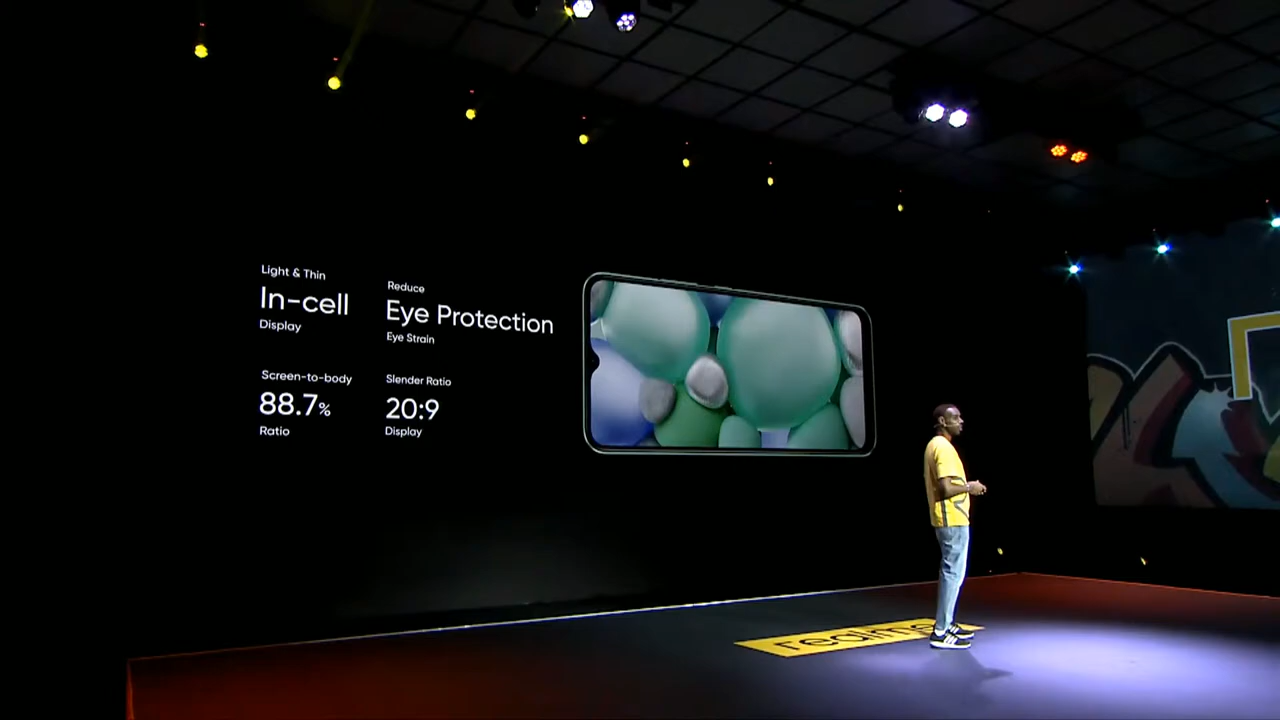 Light & Thin
In-cell
Display
Reduce
Eye Protection
Eye Strain
Screen-to-body
88.7%
Ratio
Slender Ratio
20:9
Display
realme